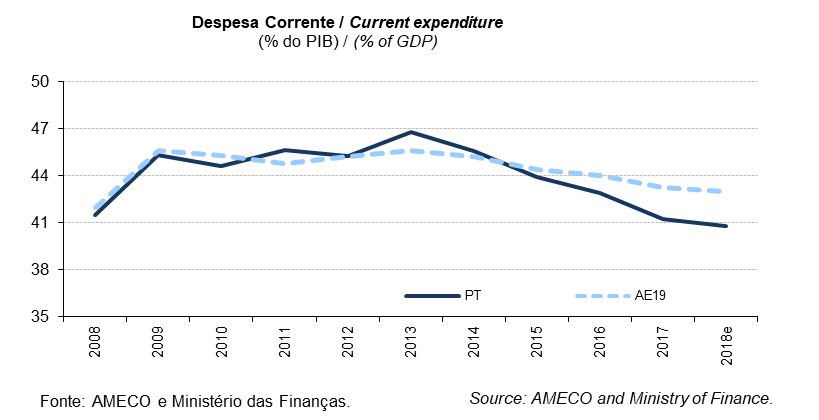 Despesa Corrente / Current expenditure
(% do PIB) / (% of GDP)
50
47
44
41
38
35
PT
AE19
2008
2009
2010
2011
2012
2013
2014
2015
2016
2017
2018e
Fonte: AMECO e Ministério das Finanças.
Source: AMECO and Ministry of Finance.